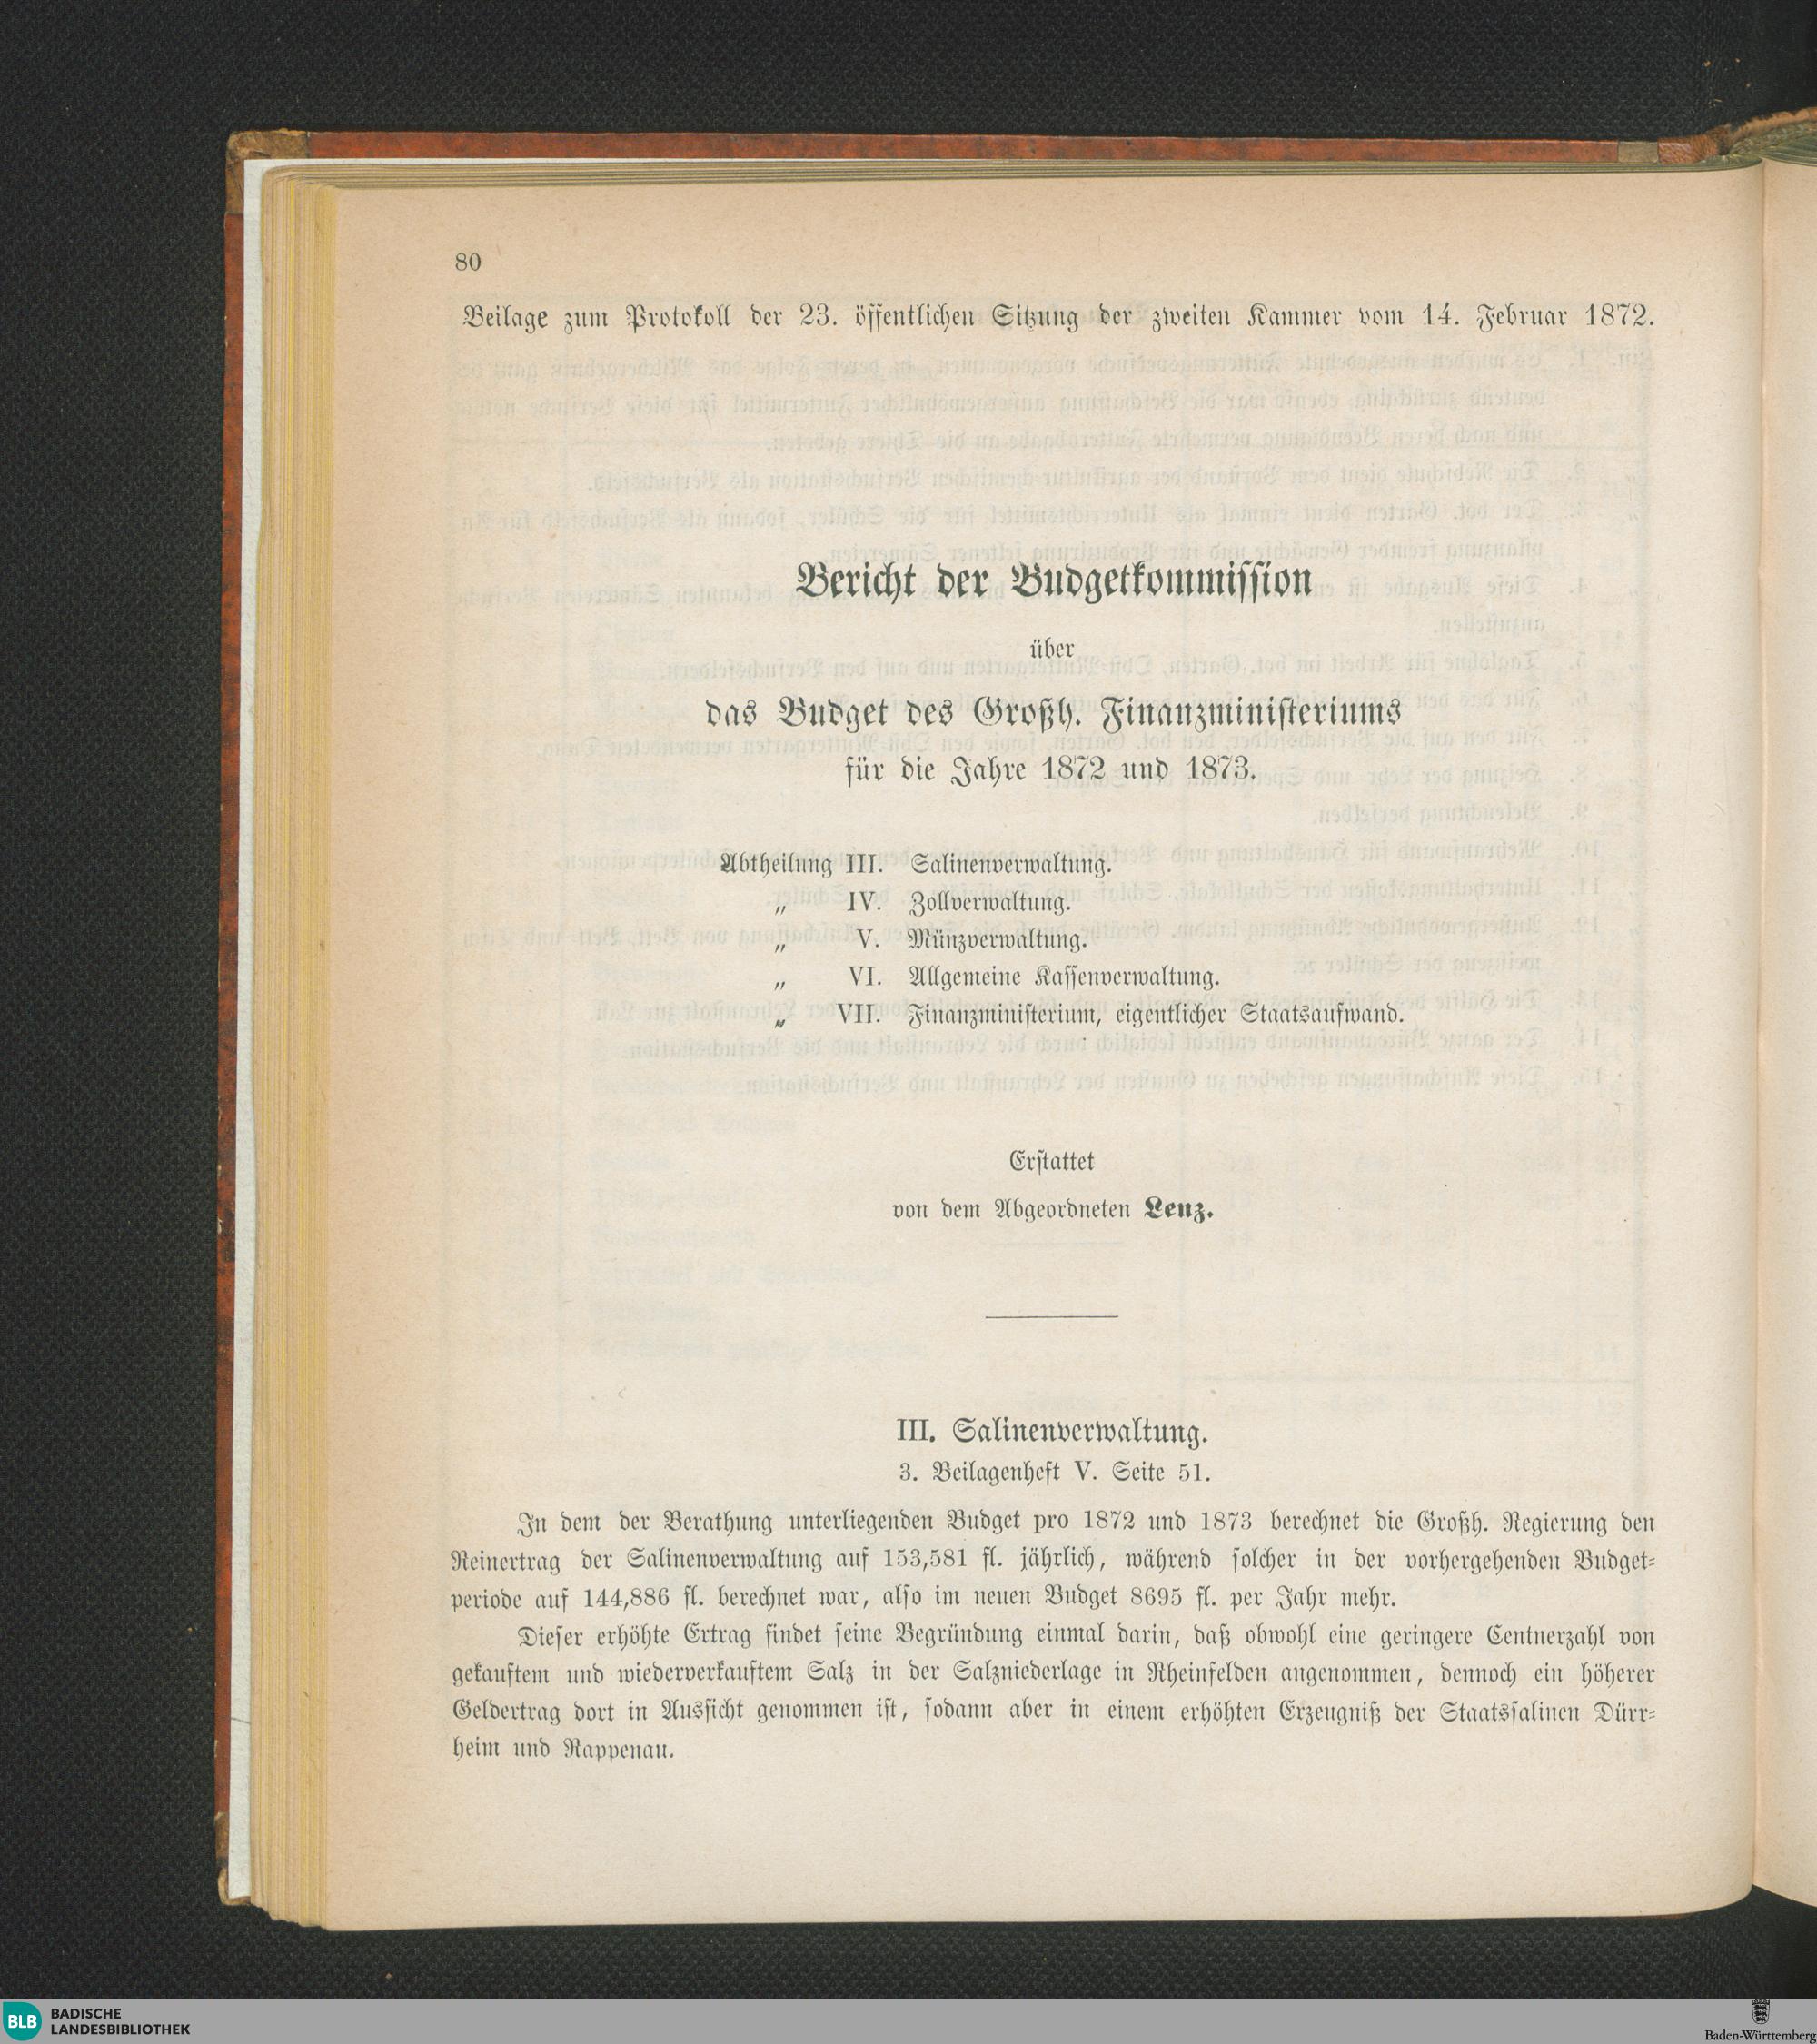 80
Beilage zum Protokoll der 23. öffentlichen Sitzung der zweiten Kammer vom 14. Februar 1872.
Bericht der Budgetkommission
über
das Budget des Großh. Finanzministeriums
für die Jahre 1872 und 1873.
Abtheilung III. Salinenverwaltung.
„ IV. Zollverwaltung.
„ V. Münzverwaltung.
„ VI. Allgemeine Kassenverwaltung.
„ VII. Finanzministerium, eigentlicher Staatsaufwand.
Erstattet
von dem Abgeordneten Lenz.
III. Salinenverwaltung.
3. Beilagenheft V. Seite 51.
In dem der Berathung unterliegenden Budget pro 1872 und 1873 berechnet die Großh. Regierung den
Reinertrag der Salinenverwaltung auf 153,581 fl. jährlich, während solcher in der vorhergehenden Budget-
periode auf 144,886 fl. berechnet war, also im neuen Budget 8695 fl. per Jahr mehr.
Dieser erhöhte Ertrag findet seine Begründung einmal darin, daß obwohl eine geringere Centnerzahl von
gekauftem und wiederverkauftem Salz in der Salzniederlage in Rheinfelden angenommen, dennoch ein höherer
Geldertrag dort in Aussicht genommen ist, sodann aber in einem erhöhten Erzeugniß der Staatssalinen Dürr-
heim und Rappenau.
BLB BADISCHE
LANDESBIBLIOTHEK
Baden-Württemberg